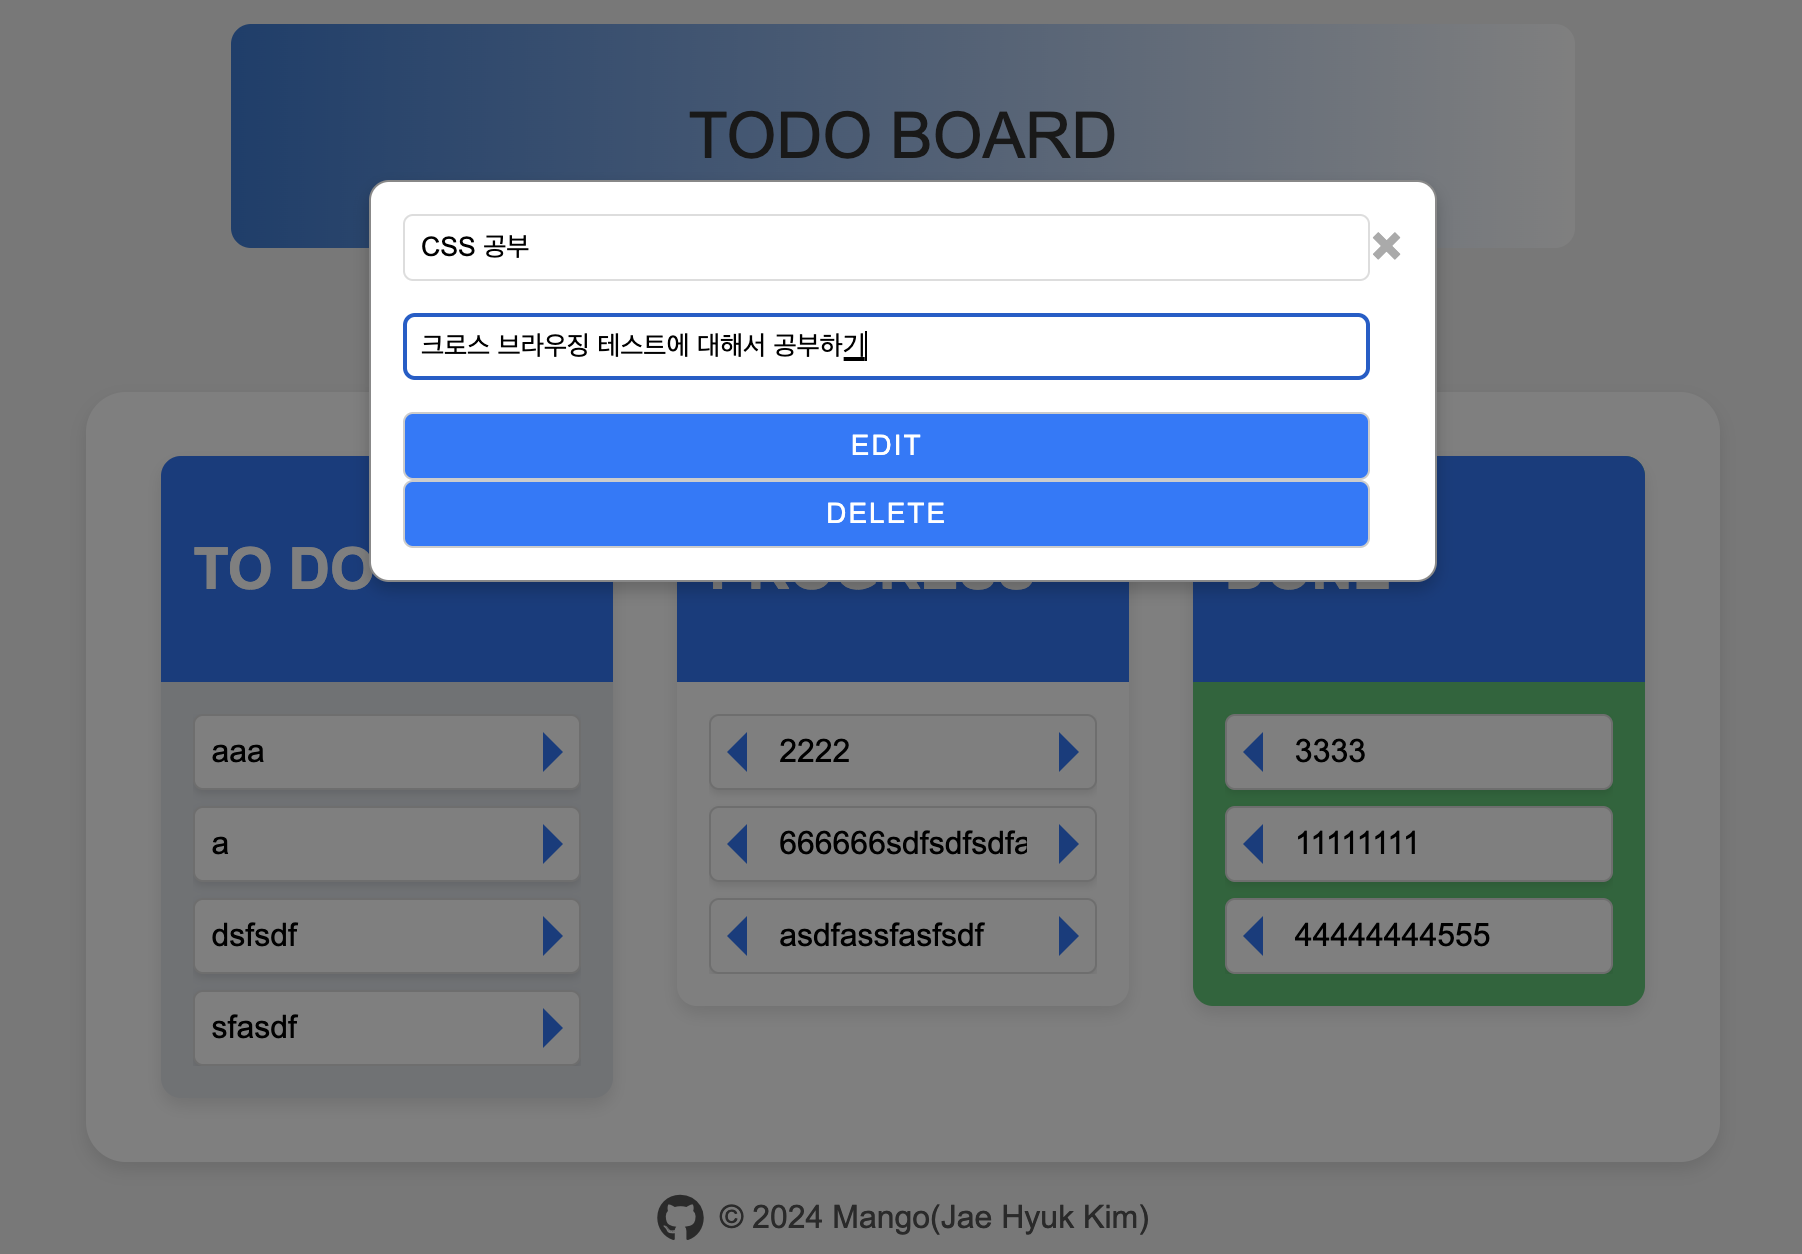 TODO BOARD
CSS 공부
크로스 브라우징 테스트에 대해서 공부하기
EDIT
DELETE
TO DO
PROGRESS
DONE
aaa
a
dsfsdf
sfasdf
2222
666666sdfsdfsdfa
asdfassfasfsdf
3333
11111111
44444444555
© 2024 Mango(Jae Hyuk Kim)